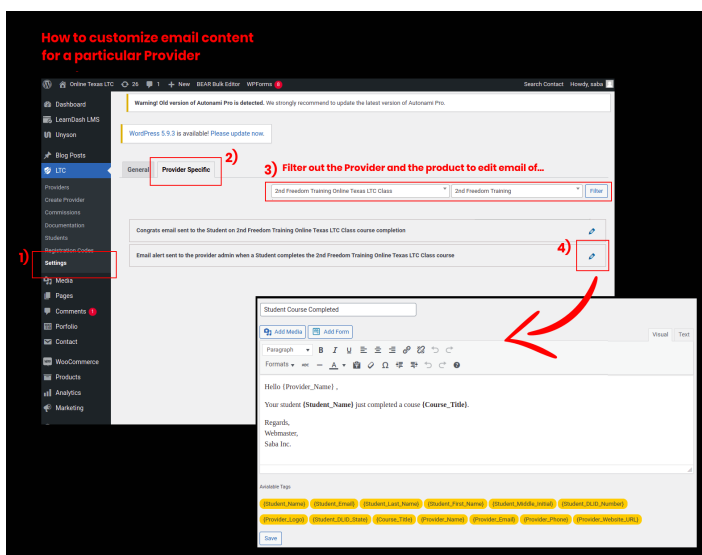 How to customize email content
for a particular Provider
Online Texas LTC 26 1 + New BEAR Bulk Editor WPForms 8 Search Contact Howdy, saba
Dashboard
LearnDash LMS
Unyson
Blog Posts
LTC
Providers
Create Provider
Commissions
Documentation
Students
Registration Codes
1)
Settings
Media
Pages
Comments 1
Porfolio
Contact
WooCommerce
Products
Analytics
Marketing
Warning! Old version of Autonami Pro is detected. We strongly recommend to update the latest version of Autonami Pro.
WordPress 5.9.3 is available! Please update now.
2)
General Provider Specific
3) Filter out the Provider and the product to edit email of...
2nd Freedom Training Online Texas LTC Class 2nd Freedom Training Filter
Congrats email sent to the Student on 2nd Freedom Training Online Texas LTC Class course completion
4)
Email alert sent to the provider admin when a Student completes the 2nd Freedom Training Online Texas LTC Class course
Student Course Completed
Add Media Add Form Visual Text
Paragraph B I U
Formats ABC A Ω
Hello {Provider_Name} ,
Your student {Student_Name} just completed a couse {Course_Title}.
Regards,
Webmaster,
Saba Inc.
Avialable Tags
{Student_Name} {Student_Email} {Student_Last_Name} {Student_First_Name} {Student_Middle_Initial} {Student_DLID_Number}
{Provider_Logo} {Student_DLID_State} {Course_Title} {Provider_Name} {Provider_Email} {Provider_Phone} {Provider_Website_URL}
Save